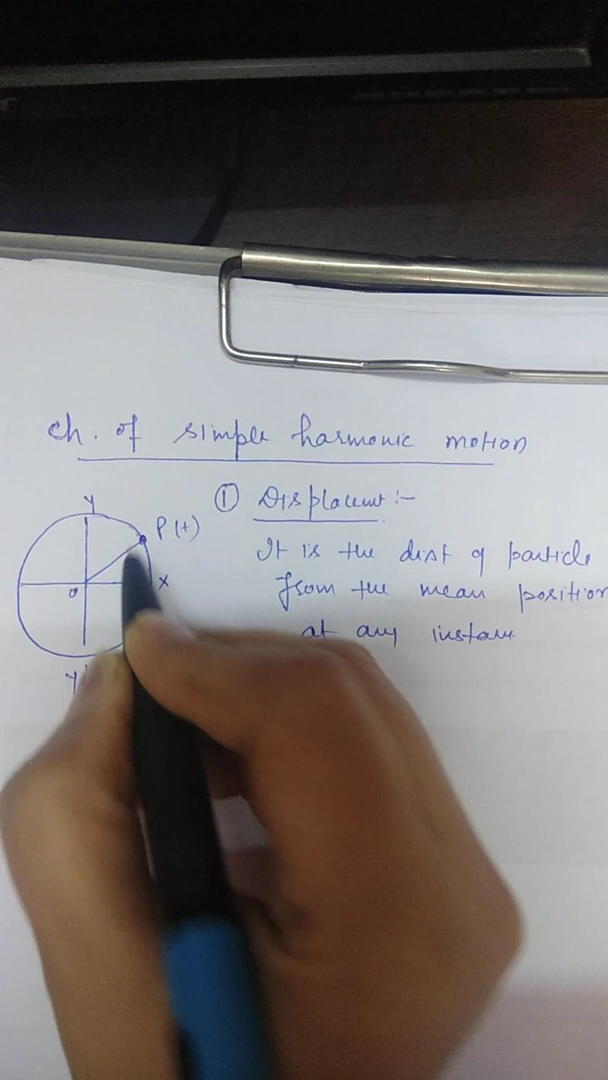 ch. of simple harmonic motion
① Displacemt :-
Y
P(t)
It is the dist of particle
X
from the mean position
O
at any instant
Y'